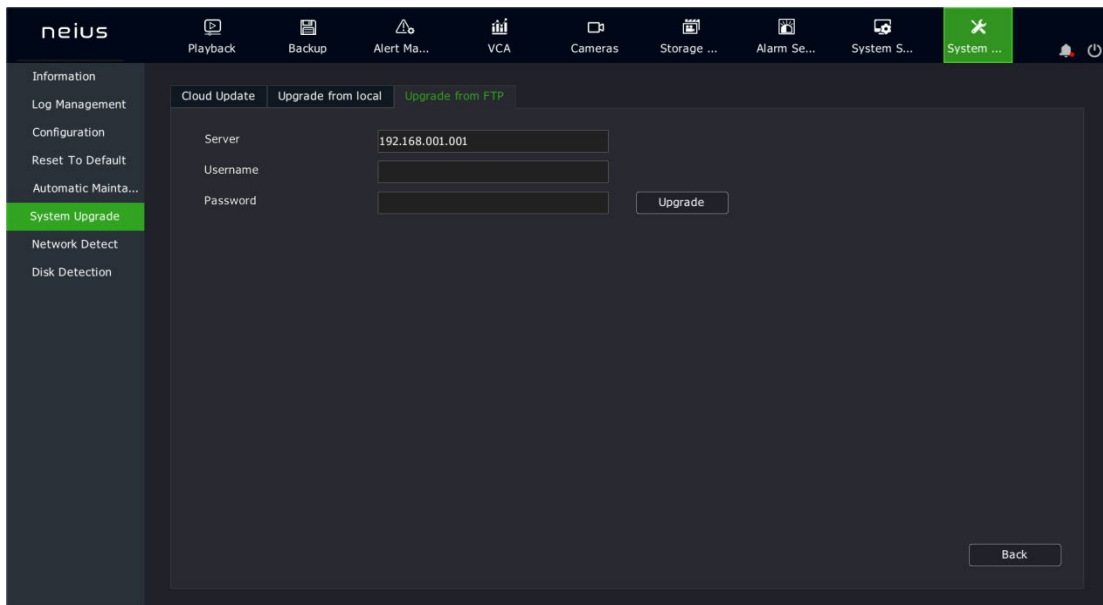 neius
Playback
Backup
Alert Ma...
VCA
Cameras
Storage ...
Alarm Se...
System S...
System ...
Information
Log Management
Configuration
Reset To Default
Automatic Mainta...
System Upgrade
Network Detect
Disk Detection
Cloud Update
Upgrade from local
Upgrade from FTP
Server
192.168.001.001
Username
Password
Upgrade
Back